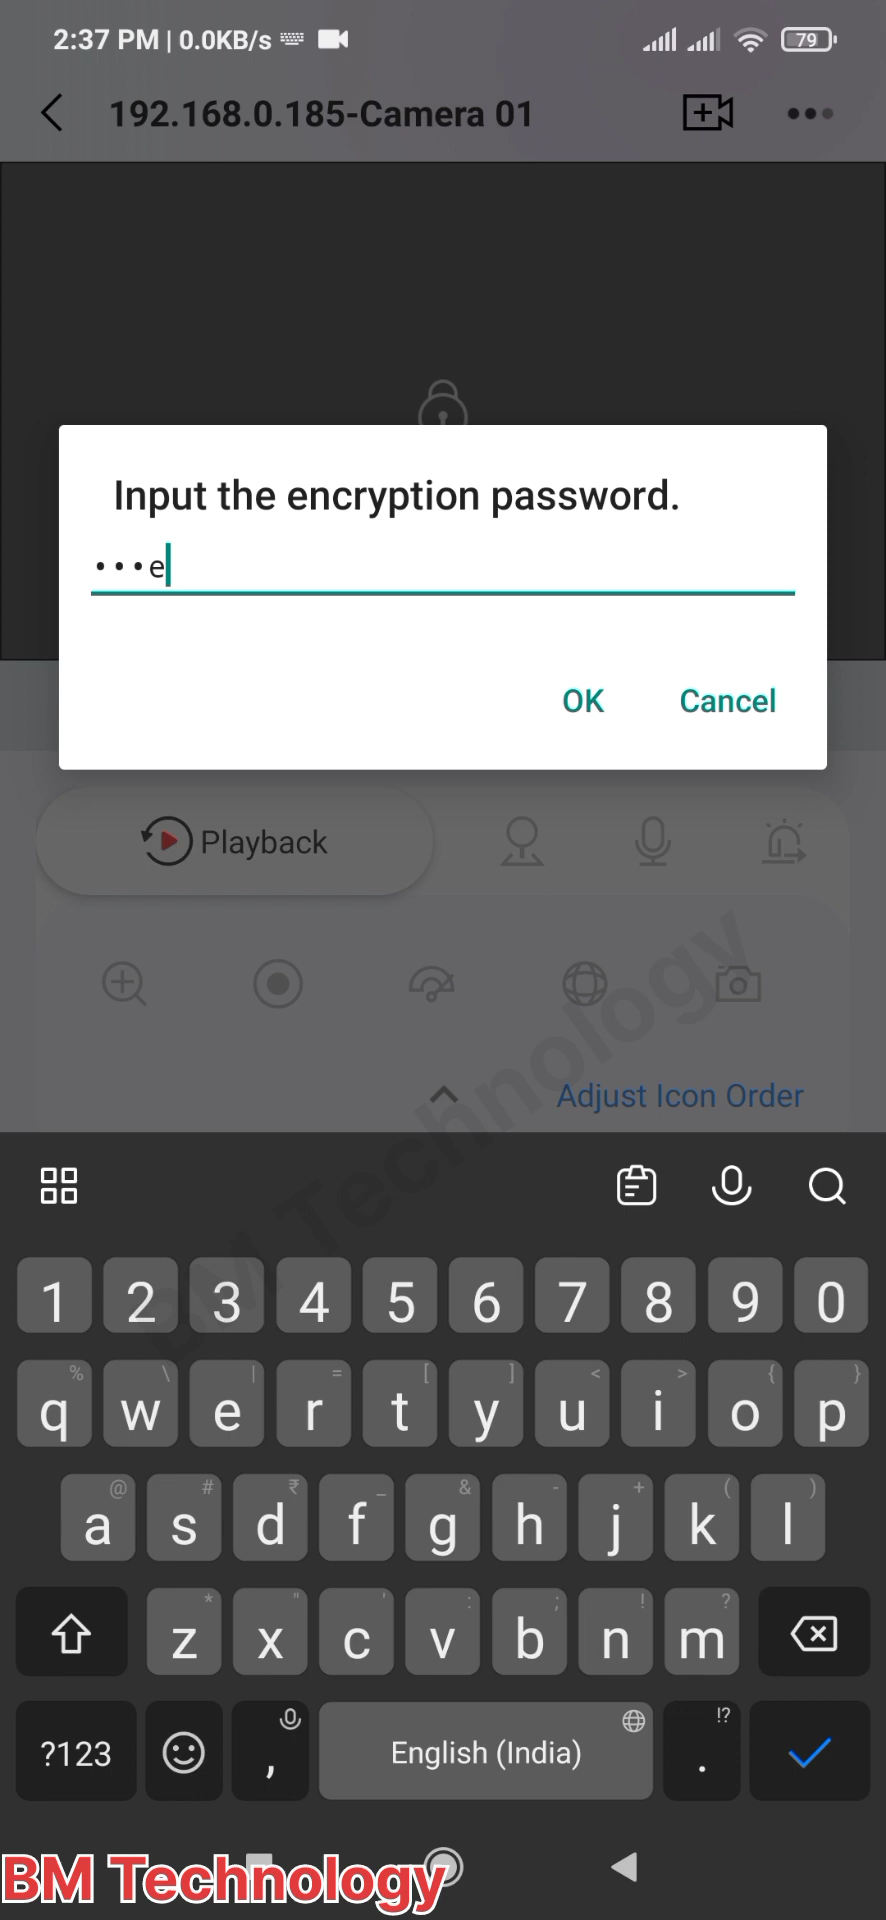 2:37 PM | 0.0KB/s 79
192.168.0.185-Camera 01
Input the encryption password.
•••e
OK Cancel
Playback
Adjust Icon Order
BM Technology
1 2 3 4 5 6 7 8 9 0
% \ | = [ ] < > { }
q w e r t y u i o p
@ # ₹ _ & - + ( )
a s d f g h j k l
* " ' : ; ! ?
z x c v b n m
!?
?123 , English (India) .
BM Technology